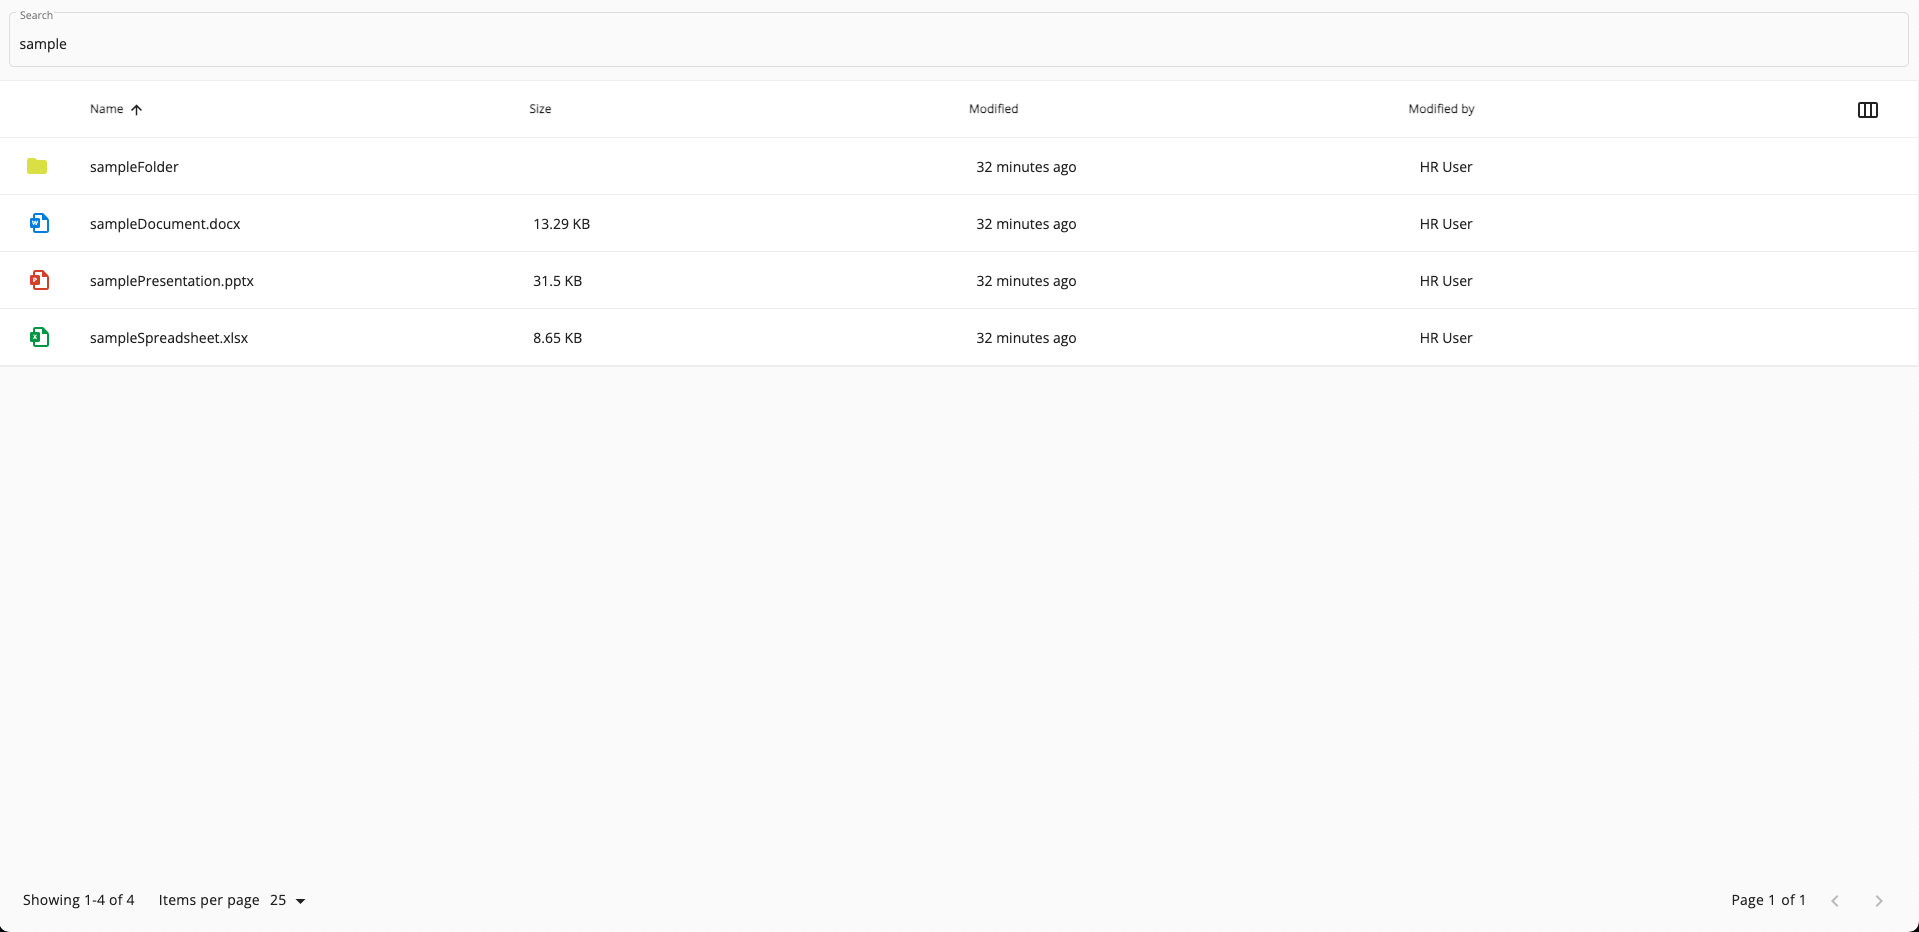 Search
sample
Name Size Modified Modified by
sampleFolder 32 minutes ago HR User
sampleDocument.docx 13.29 KB 32 minutes ago HR User
samplePresentation.pptx 31.5 KB 32 minutes ago HR User
sampleSpreadsheet.xlsx 8.65 KB 32 minutes ago HR User
Showing 1-4 of 4 Items per page 25 Page 1 of 1